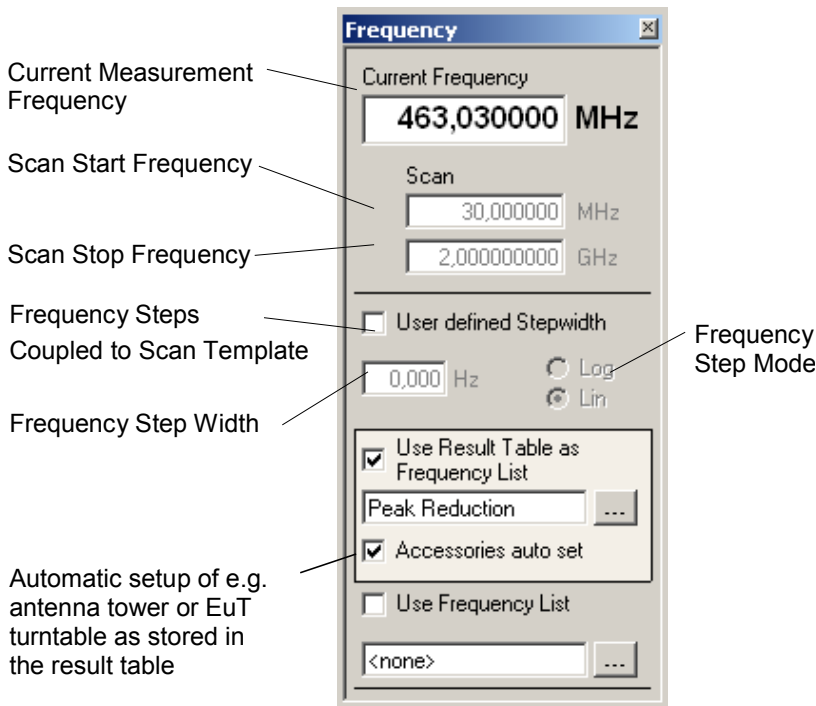 Frequency
Current Measurement
Frequency
Current Frequency
463,030000 MHz
Scan Start Frequency
Scan
30,000000 MHz
Scan Stop Frequency
2,000000000 GHz
Frequency Steps
Coupled to Scan Template
User defined Stepwidth
Frequency
Step Mode
0,000 Hz
Log
Lin
Frequency Step Width
Use Result Table as
Frequency List
Peak Reduction ...
Accessories auto set
Automatic setup of e.g.
antenna tower or EuT
turntable as stored in
the result table
Use Frequency List
<none> ...